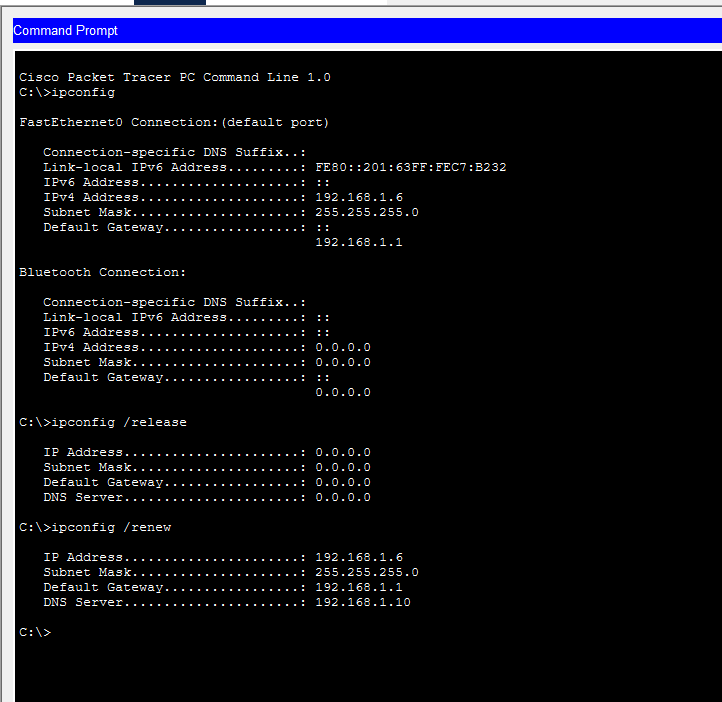 Command Prompt
Cisco Packet Tracer PC Command Line 1.0
C:\>ipconfig
FastEthernet0 Connection:(default port)
Connection-specific DNS Suffix..:
Link-local IPv6 Address.........: FE80::201:63FF:FEC7:B232
IPv6 Address....................: ::
IPv4 Address....................: 192.168.1.6
Subnet Mask.....................: 255.255.255.0
Default Gateway.................: ::
192.168.1.1
Bluetooth Connection:
Connection-specific DNS Suffix..:
Link-local IPv6 Address.........: ::
IPv6 Address....................: ::
IPv4 Address....................: 0.0.0.0
Subnet Mask.....................: 0.0.0.0
Default Gateway.................: ::
0.0.0.0
C:\>ipconfig /release
IP Address......................: 0.0.0.0
Subnet Mask.....................: 0.0.0.0
Default Gateway.................: 0.0.0.0
DNS Server......................: 0.0.0.0
C:\>ipconfig /renew
IP Address......................: 192.168.1.6
Subnet Mask.....................: 255.255.255.0
Default Gateway.................: 192.168.1.1
DNS Server......................: 192.168.1.10
C:\>